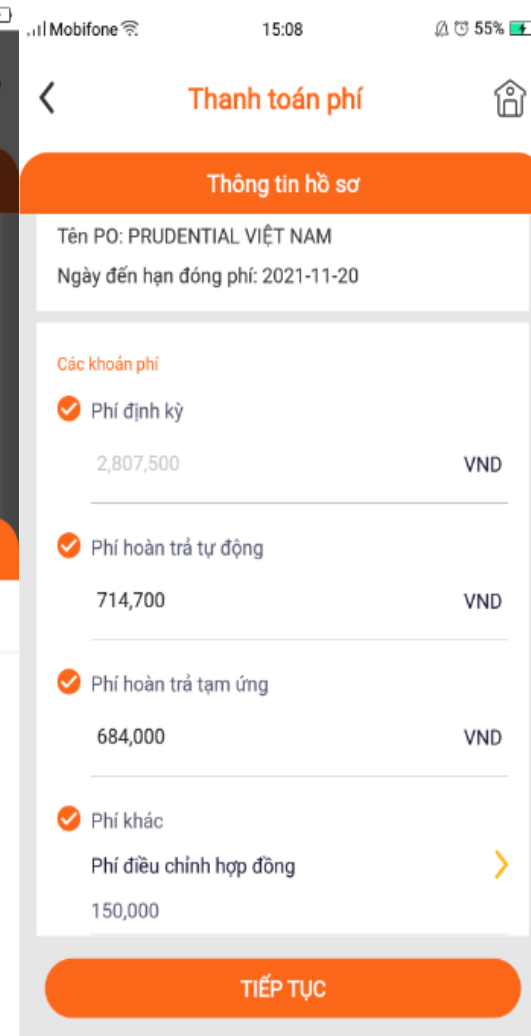 Mobifone
15:08
55%
Thanh toán phí
Thông tin hồ sơ
Tên PO: PRUDENTIAL VIỆT NAM
Ngày đến hạn đóng phí: 2021-11-20
Các khoản phí
Phí định kỳ
2,807,500 VND
Phí hoàn trả tự động
714,700 VND
Phí hoàn trả tạm ứng
684,000 VND
Phí khác
Phí điều chỉnh hợp đồng
150,000
TIẾP TỤC